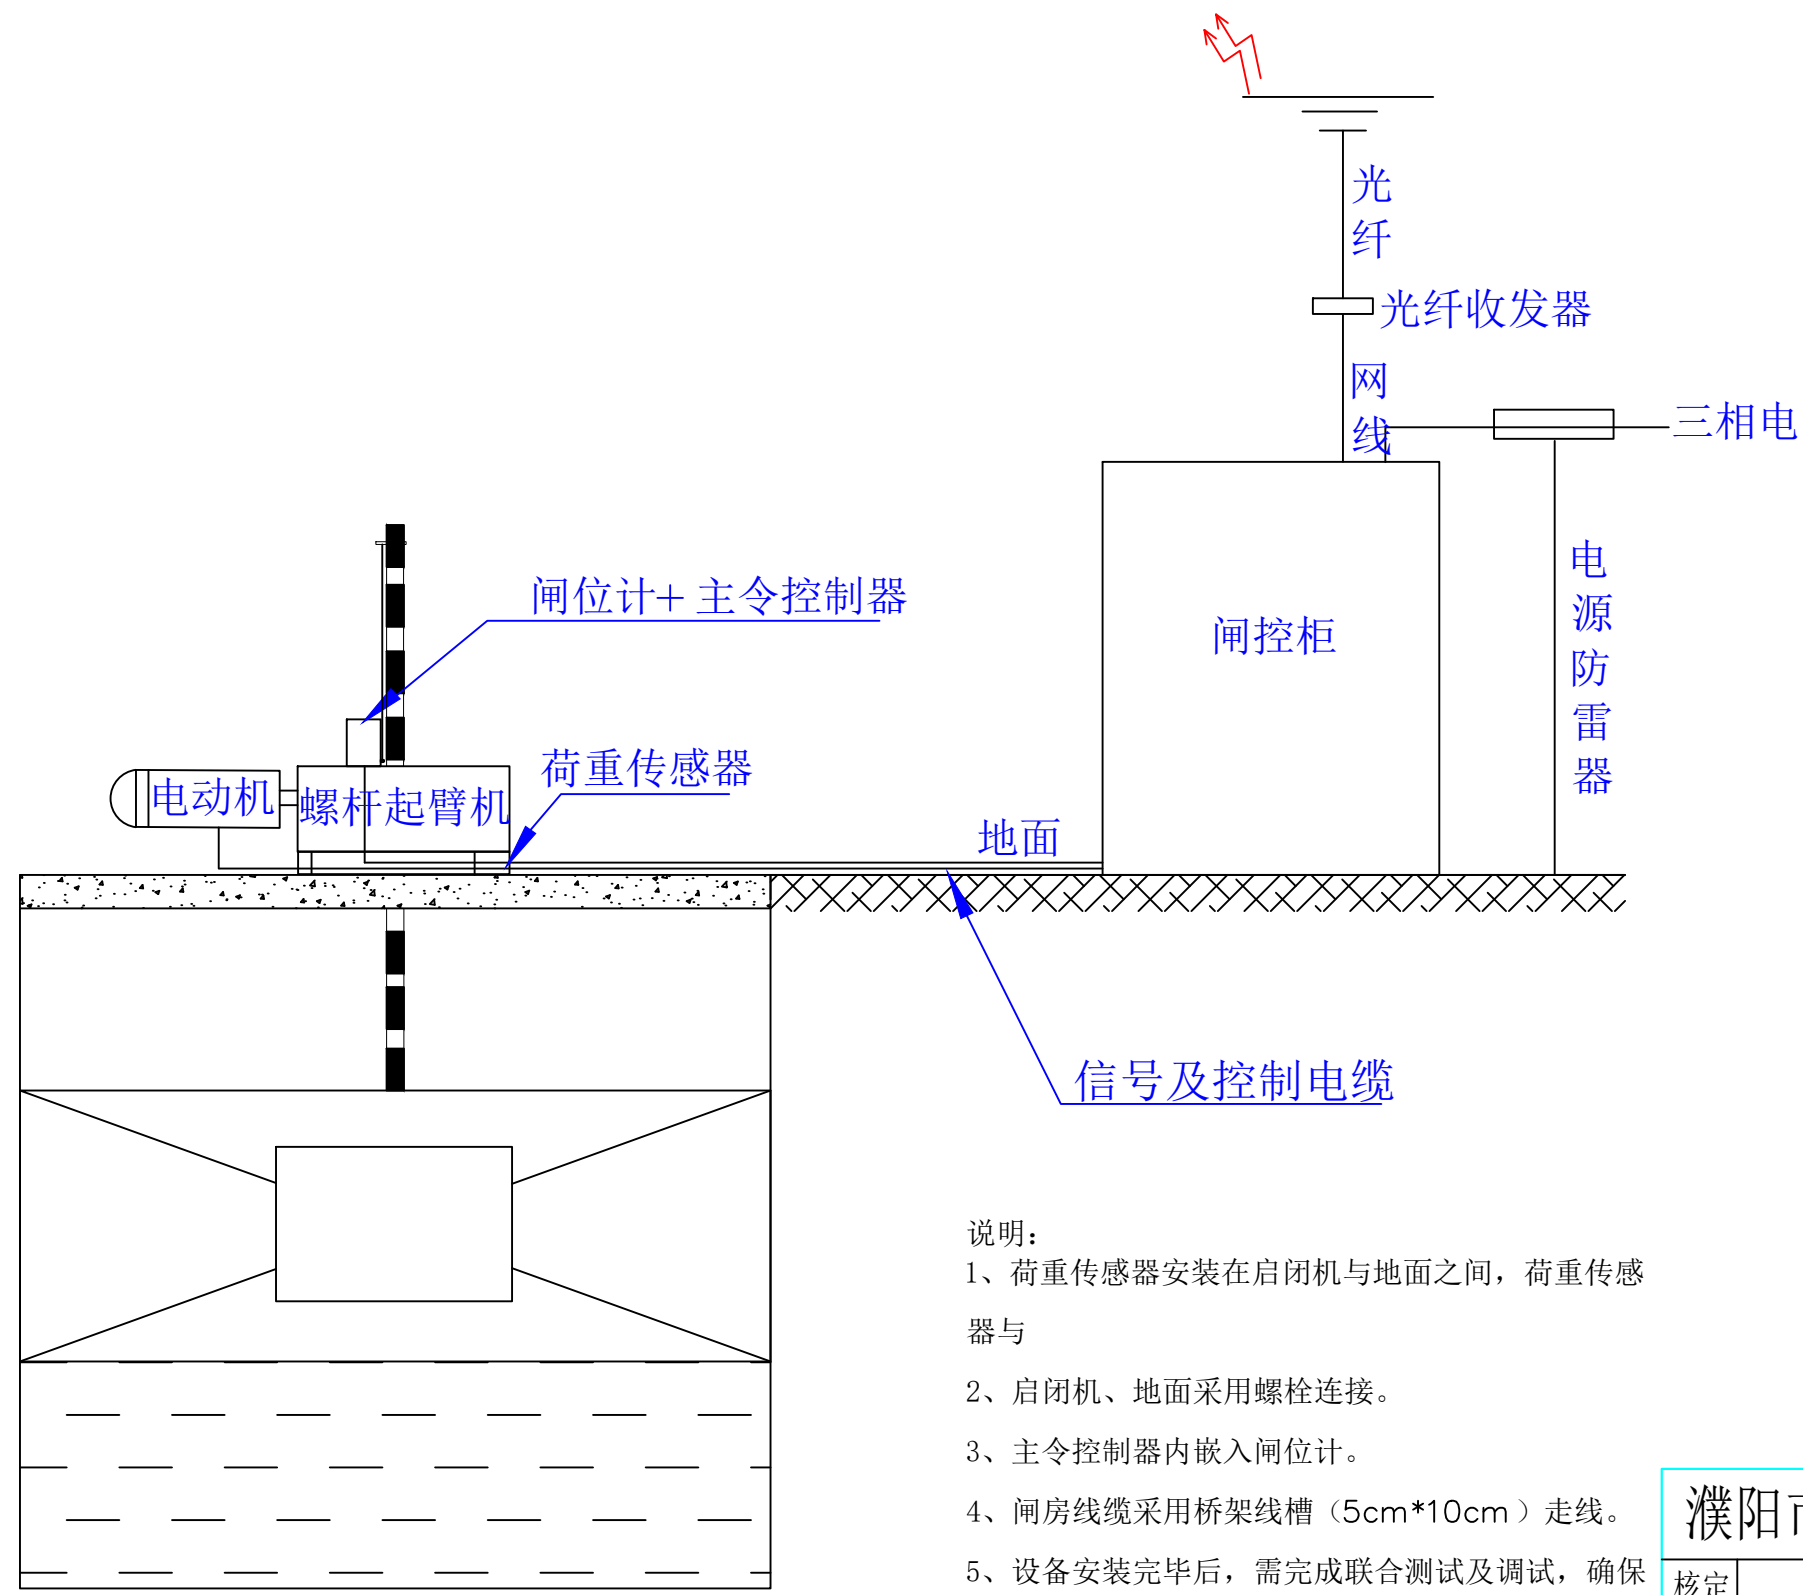 光
纤
光纤收发器
网
线
三相电
电
源
防
雷
器
闸控柜
闸位计+主令控制器
荷重传感器
电动机
螺杆起臂机
地面
信号及控制电缆
说明:
1、荷重传感器安装在启闭机与地面之间，荷重传感
器与
2、启闭机、地面采用螺栓连接。
3、主令控制器内嵌入闸位计。
4、闸房线缆采用桥架线槽（5cm*10cm）走线。
5、设备安装完毕后，需完成联合测试及调试，确保
濮阳市
核定